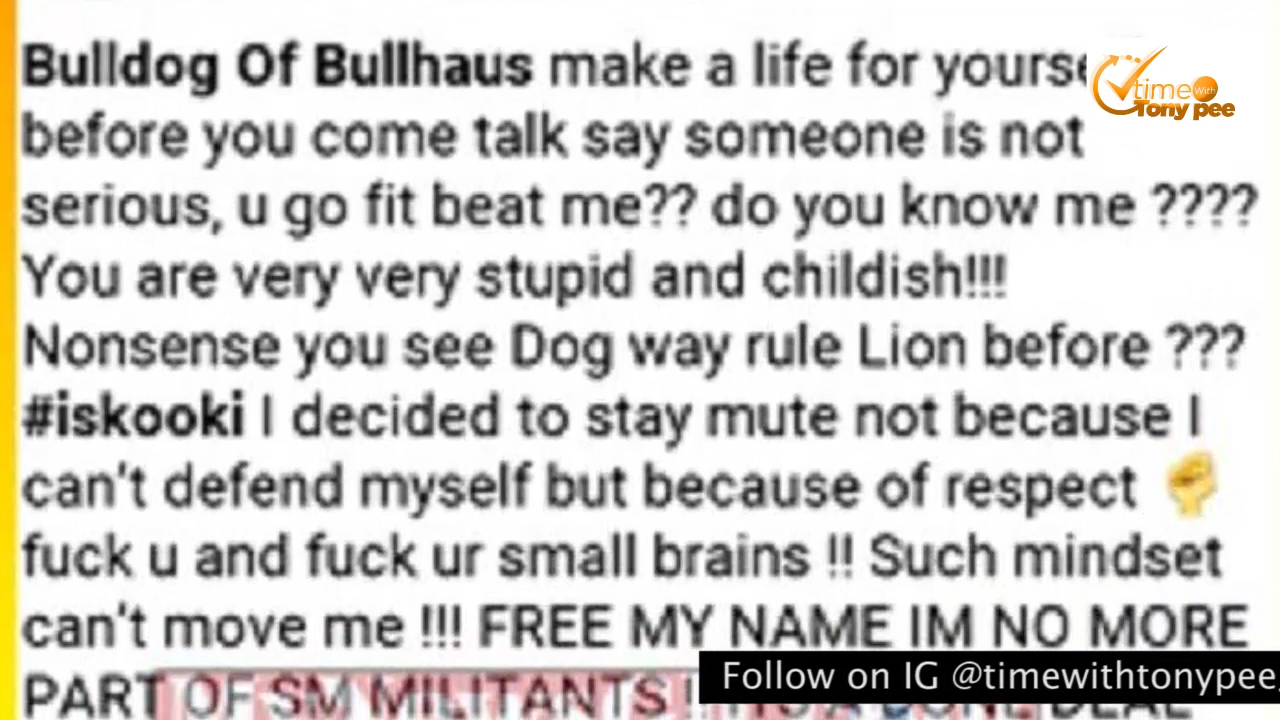 Bulldog Of Bullhaus make a life for yourse
before you come talk say someone is not
serious, u go fit beat me?? do you know me ????
You are very very stupid and childish!!!
Nonsense you see Dog way rule Lion before ???
#iskooki I decided to stay mute not because I
can't defend myself but because of respect ✊
fuck u and fuck ur small brains !! Such mindset
can't move me !!! FREE MY NAME IM NO MORE
PART OF SM MILITANTS ! DEAL
time With
Tony pee
Follow on IG @timewithtonypee